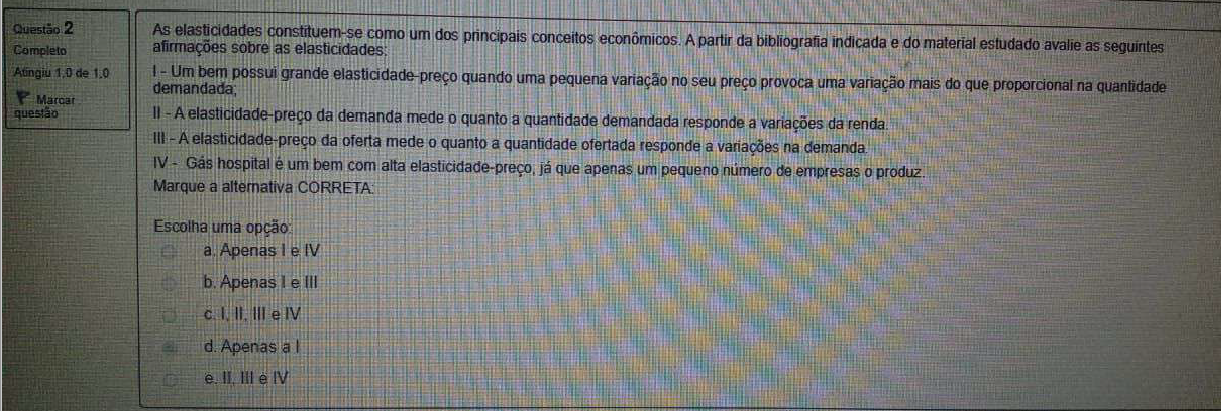 Questão 2
Completo
Atingiu 1,0 de 1,0
Marcar
questão
As elasticidades constituem-se como um dos principais conceitos econômicos. A partir da bibliografia indicada e do material estudado avalie as seguintes
afirmações sobre as elasticidades:
I - Um bem possui grande elasticidade-preço quando uma pequena variação no seu preço provoca uma variação mais do que proporcional na quantidade
demandada;
II - A elasticidade-preço da demanda mede o quanto a quantidade demandada responde a variações da renda.
III - A elasticidade-preço da oferta mede o quanto a quantidade ofertada responde a variações na demanda.
IV - Gás hospital é um bem com alta elasticidade-preço, já que apenas um pequeno número de empresas o produz.
Marque a alternativa CORRETA:
Escolha uma opção:
a. Apenas I e IV
b. Apenas I e III
c. I, II, III e IV
d. Apenas a I
e. II, III e IV